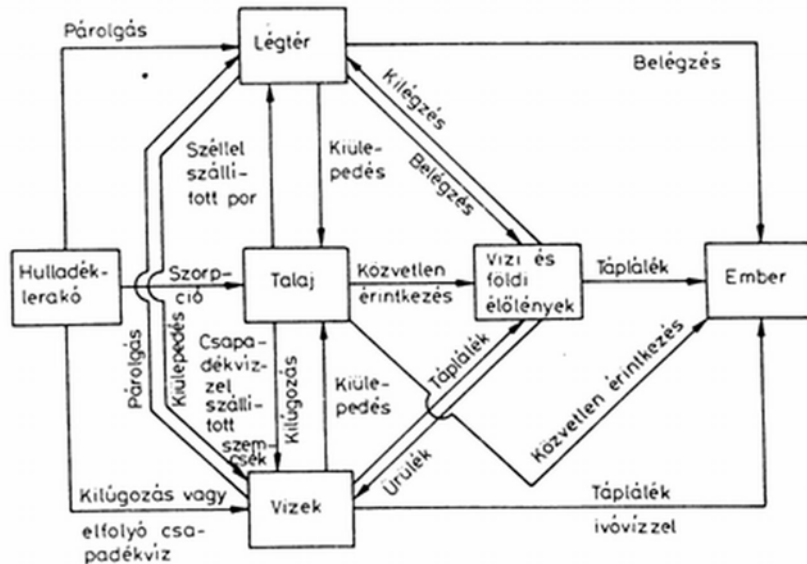 Párolgás
Légtér
Belégzés
Kilégzés
Széllel
szállí-
tott por
Kiüle-
pedés
Belégzés
Hulladék-
lerakó
Szorp-
ció
Talaj
Közvetlen
érintkezés
Vizi és
földi
élőlények
Táplálék
Ember
Párolgás
Kiülepedés
Csapa-
dékvíz-
zel
szállí-
tott
szem-
csék
Kilúgozás
Kiüle-
pedés
Táplálék
Ürülék
Közvetlen érintkezés
Kilúgozás vagy
elfolyó csa-
padékvíz
Vizek
Táplálék
ivóvízzel